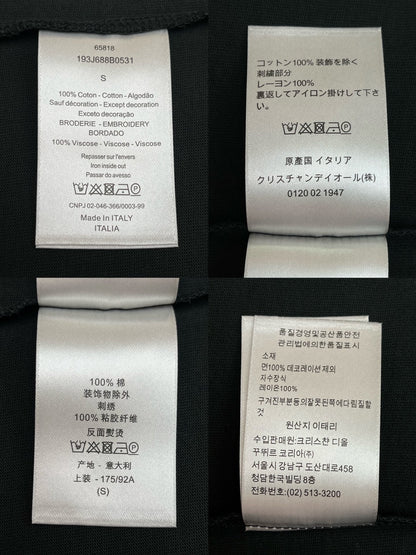 65818
193J688B0531
S
100% Coton - Cotton - Algodão
Sauf décoration - Except decoration
Exceto decoração
BRODERIE - EMBROIDERY
BORDADO
100% Viscose - Viscose - Viscose
Repasser sur l'envers
Iron inside out
Passar do avesso
CNPJ 02-046-366/0003-99
Made In ITALY
ITALIA
コットン100% 装飾を除く
刺繍部分
レーヨン100%
裏返してアイロン掛けして下さ
い。
原產国 イタリア
クリスチャンデイオール(株)
0120 02 1947
100% 棉
装饰物除外
刺绣
100% 粘胶纤维
反面熨烫
产地 - 意大利
上装 - 175/92A
(S)
품질경영및공산품안전
관리법에의한품질표시
소재
면100% 데코레이션 제외
자수장식
레이온100%
구겨진부분등의잘못된쪽에다림질할
것
원산지 이태리
수입판매원:크리스챤 디올
꾸뛰르 코리아(주)
서울시강남구 도산대로458
청담한국빌딩8층
전화번호:(02) 513-3200